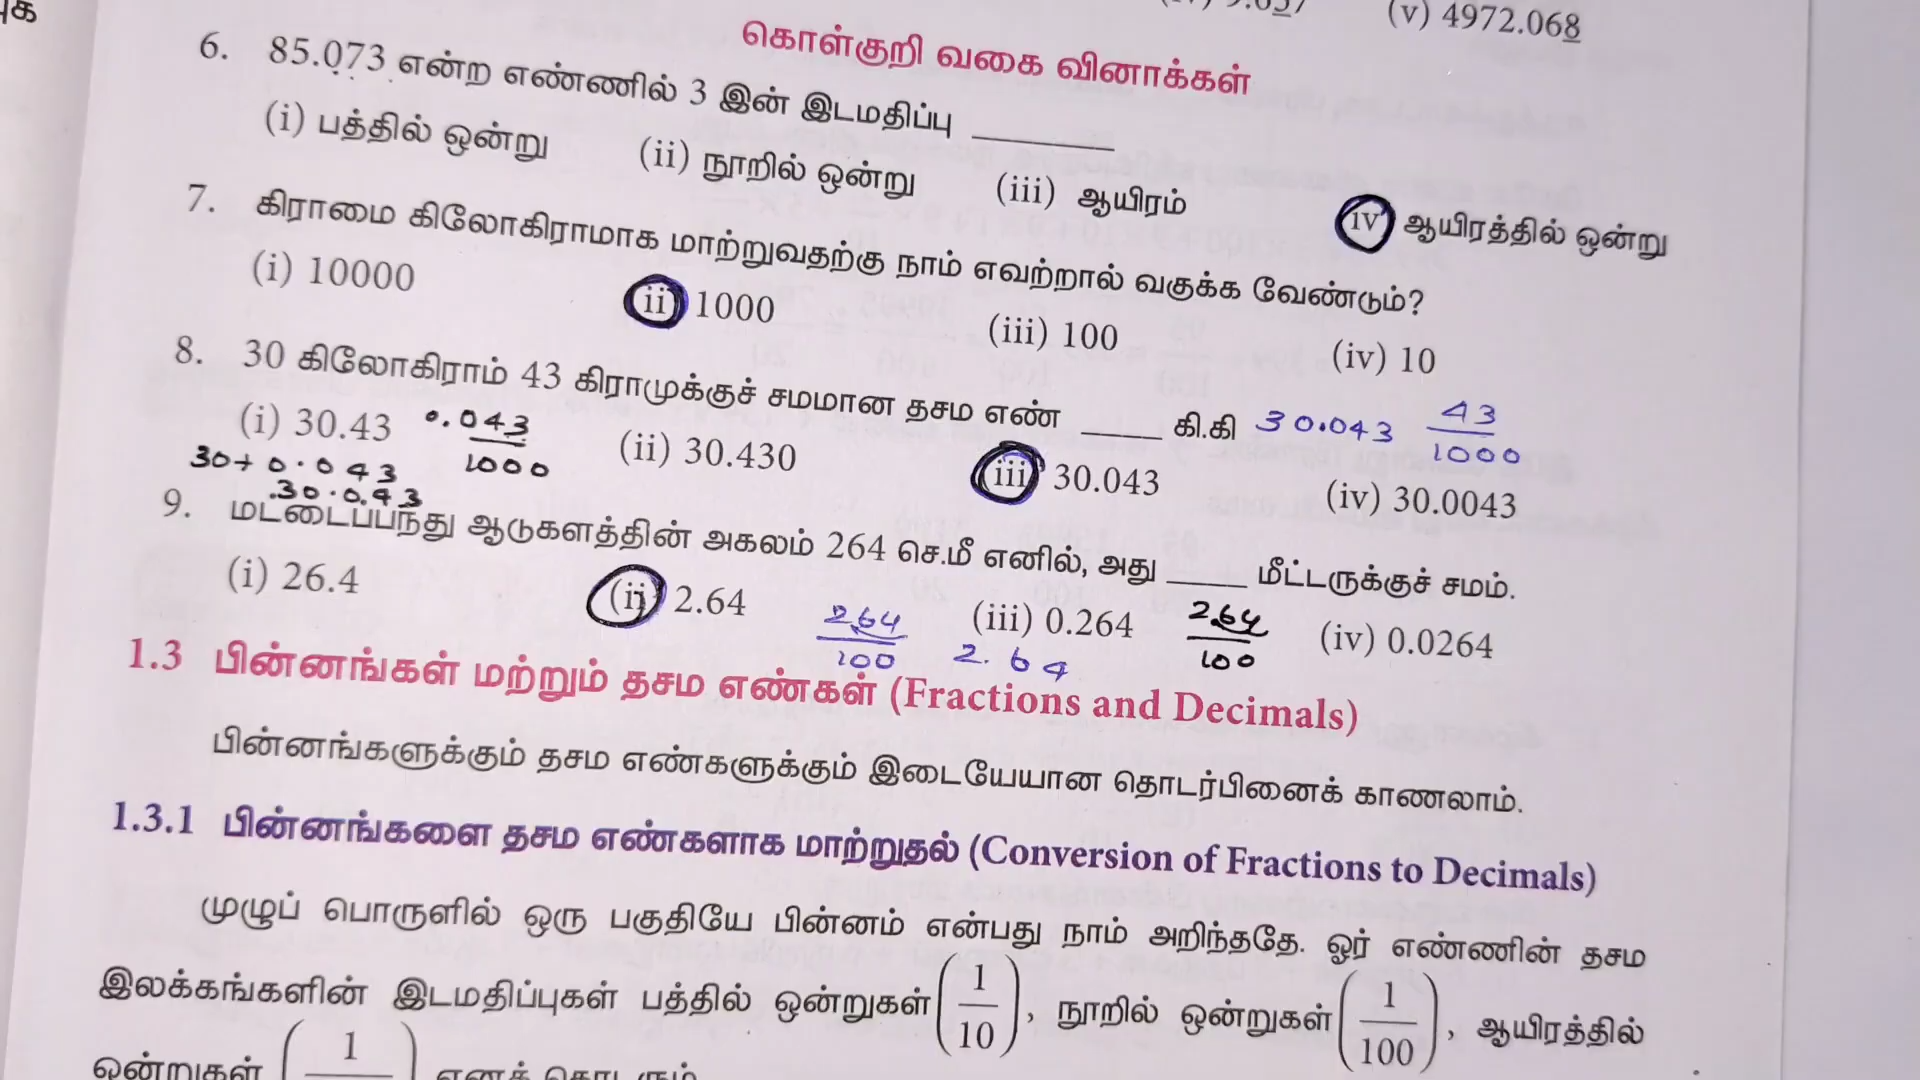 (v) 4972.068
கொள்குறி வகை வினாக்கள்
6. 85.073 என்ற எண்ணில் 3 இன் இடமதிப்பு ________
(i) பத்தில் ஒன்று (ii) நூறில் ஒன்று (iii) ஆயிரம் (iv) ஆயிரத்தில் ஒன்று
7. கிராமை கிலோகிராமாக மாற்றுவதற்கு நாம் எவற்றால் வகுக்க வேண்டும்?
(i) 10000 (ii) 1000 (iii) 100 (iv) 10
8. 30 கிலோகிராம் 43 கிராமுக்குச் சமமான தசம எண் ____ கி.கி 30.043 43/1000
(i) 30.43 0.043/1000 (ii) 30.430 (iii) 30.043 (iv) 30.0043
30+0.043
30.043
9. மட்டைப்பந்து ஆடுகளத்தின் அகலம் 264 செ.மீ எனில், அது ____ மீட்டருக்குச் சமம்.
(i) 26.4 (ii) 2.64 264/100 2.64 (iii) 0.264 264/100 (iv) 0.0264
1.3 பின்னங்கள் மற்றும் தசம எண்கள் (Fractions and Decimals)
பின்னங்களுக்கும் தசம எண்களுக்கும் இடையேயான தொடர்பினைக் காணலாம்.
1.3.1 பின்னங்களை தசம எண்களாக மாற்றுதல் (Conversion of Fractions to Decimals)
முழுப் பொருளில் ஒரு பகுதியே பின்னம் என்பது நாம் அறிந்ததே. ஓர் எண்ணின் தசம
இலக்கங்களின் இடமதிப்புகள் பத்தில் ஒன்றுகள் (1/10), நூறில் ஒன்றுகள் (1/100), ஆயிரத்தில்
ஒன்றுகள் (1 எனத் தொடரும்